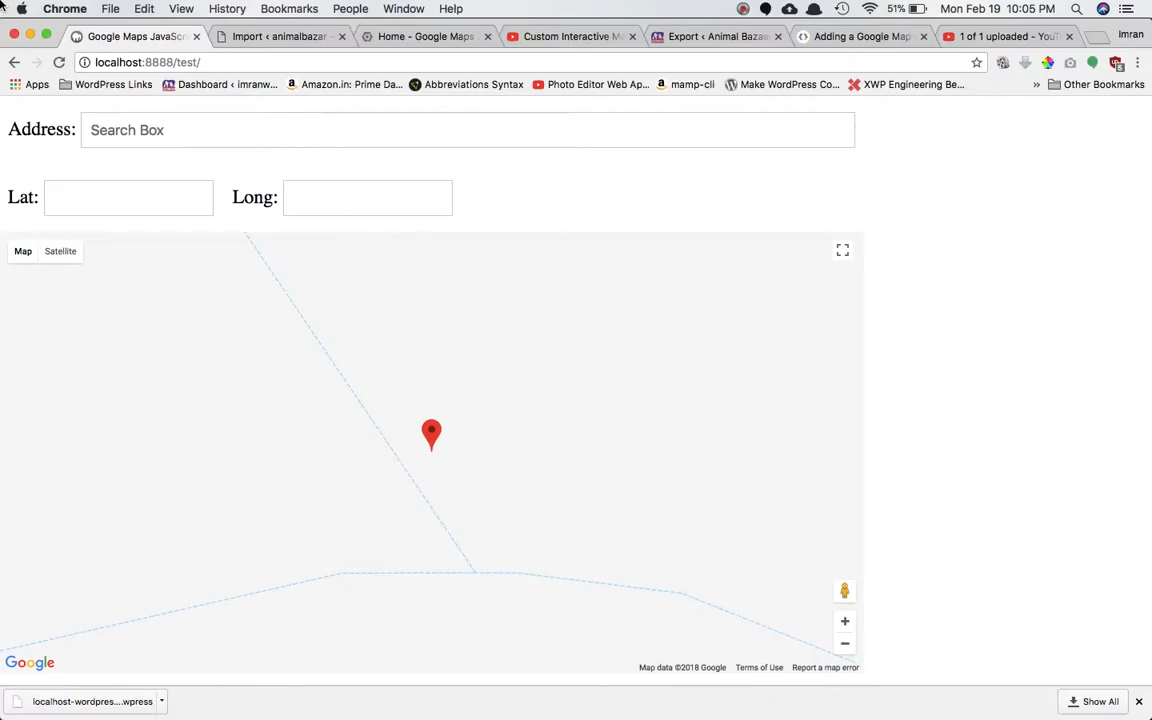 Chrome File Edit View History Bookmarks People Window Help 51% Mon Feb 19 10:05 PM
Google Maps JavaScri Import ‹ animalbazar – Home - Google Maps Custom Interactive M Export ‹ Animal Bazaa Adding a Google Map 1 of 1 uploaded - YouT Imran
localhost:8888/test/
Apps WordPress Links Dashboard ‹ imranw... Amazon.in: Prime Da... Abbreviations Syntax Photo Editor Web Ap... mamp-cli Make WordPress Co... XWP Engineering Be... » Other Bookmarks
Address: Search Box
Lat: Long:
Map Satellite
Google
Map data ©2018 Google Terms of Use Report a map error
localhost-wordpres....wpress Show All